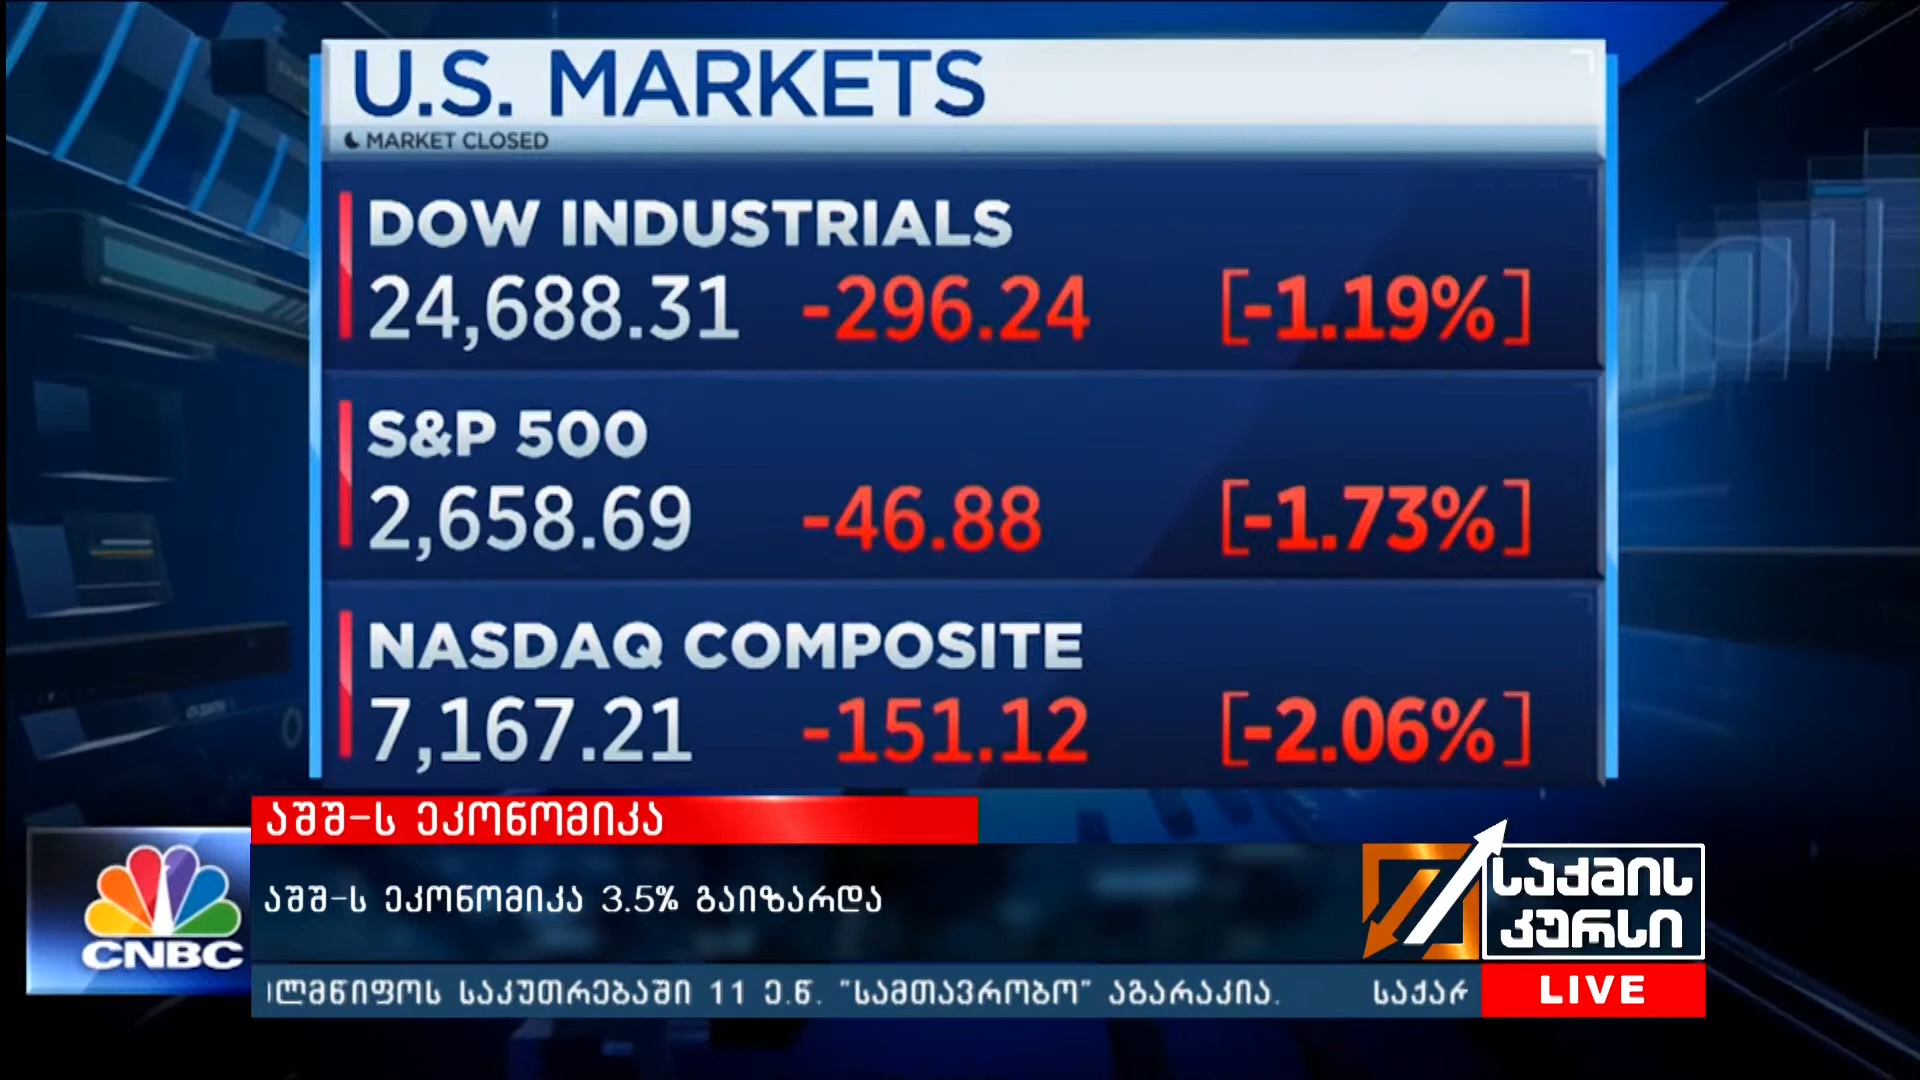 U.S. MARKETS
MARKET CLOSED
DOW INDUSTRIALS
24,688.31 -296.24 [-1.19%]
S&P 500
2,658.69 -46.88 [-1.73%]
NASDAQ COMPOSITE
7,167.21 -151.12 [-2.06%]
აშშ-ს ეკონომიკა
აშშ-ს ეკონომიკა 3.5% გაიზარდა
CNBC
საქმის
კურსი
ლმწიფოს საკუთრებაში 11 ე.წ. "სამთავრობო" აგარაკია. საქარ
LIVE